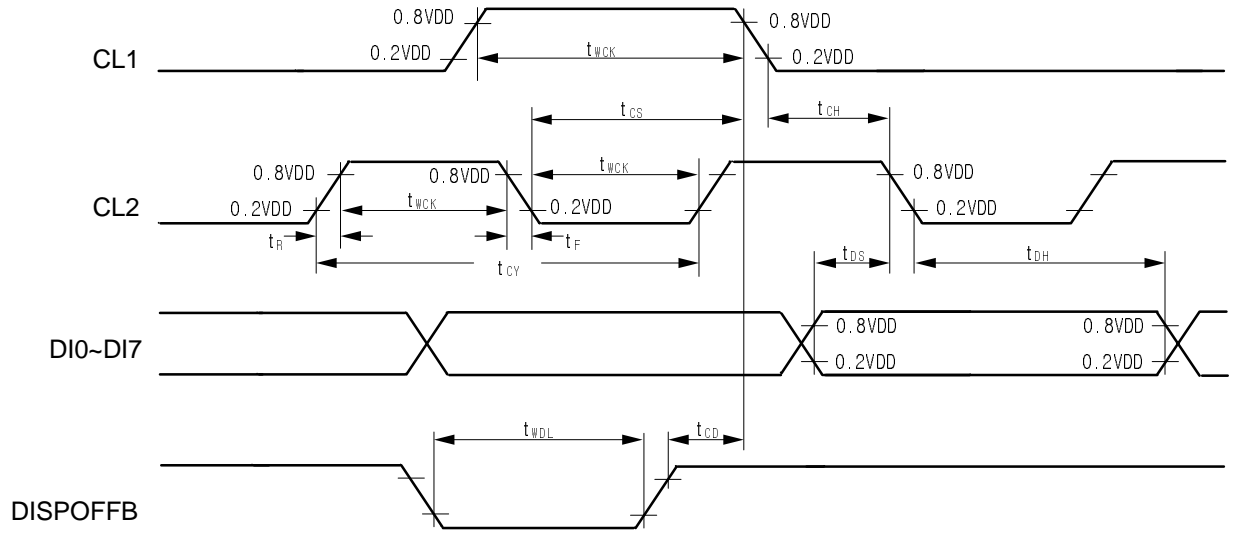 0.8VDD 0.8VDD
CL1 0.2VDD tWCK 0.2VDD
tCS tCH
0.8VDD 0.8VDD tWCK 0.8VDD
CL2 0.2VDD tWCK 0.2VDD 0.2VDD
tR tF tDS tDH
tCY
0.8VDD 0.8VDD
DI0~DI7
0.2VDD 0.2VDD
tWDL tCD
DISPOFFB